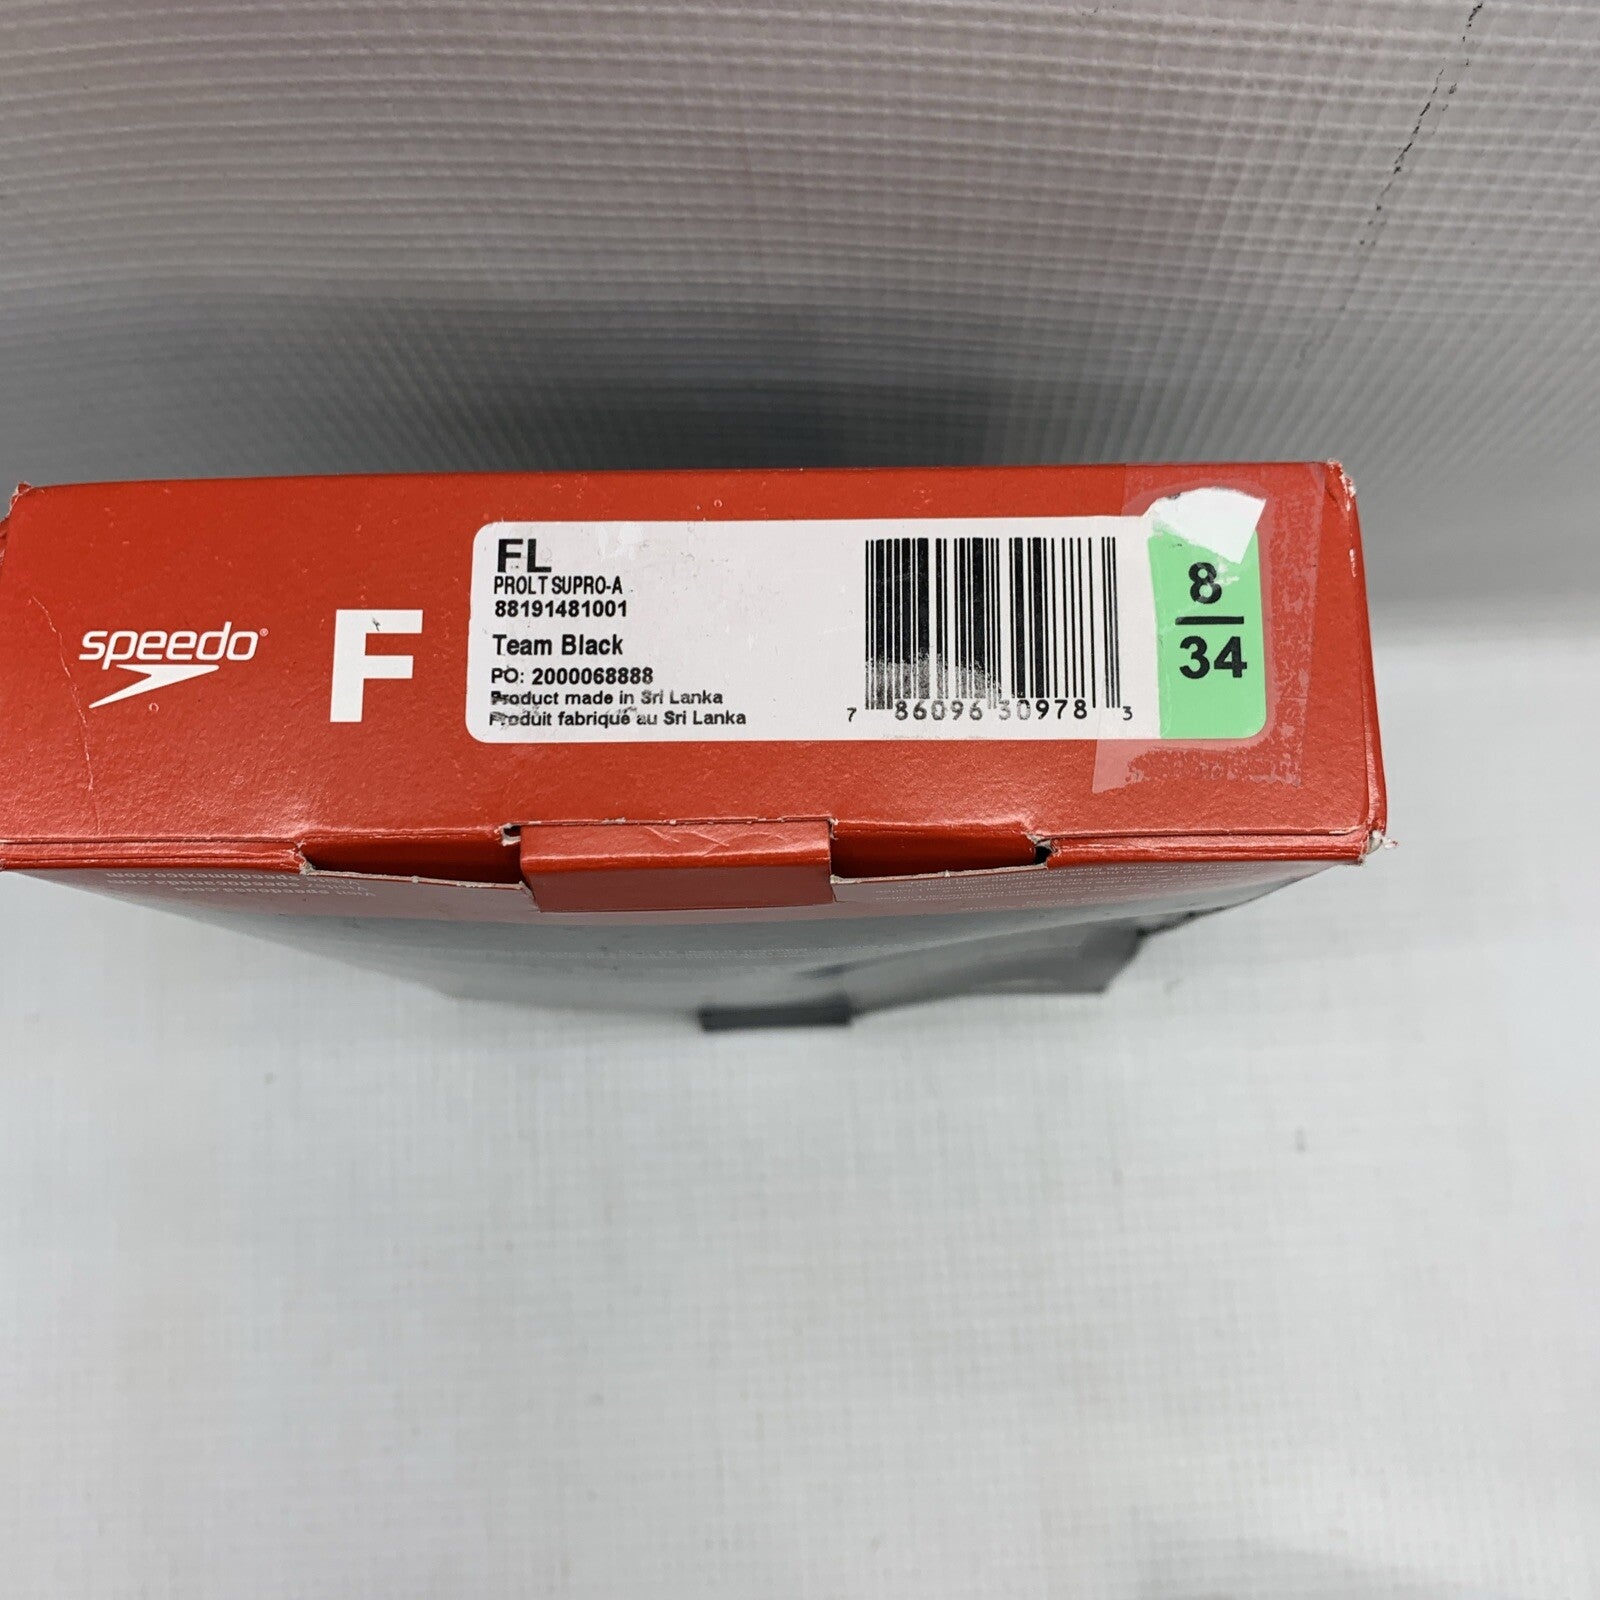 speedo®
F
FL
PROLT SUPRO-A
88191481001
Team Black
PO: 2000068888
Product made in Sri Lanka
Produit fabriqué au Sri Lanka
7 86096 30978 3
8
34